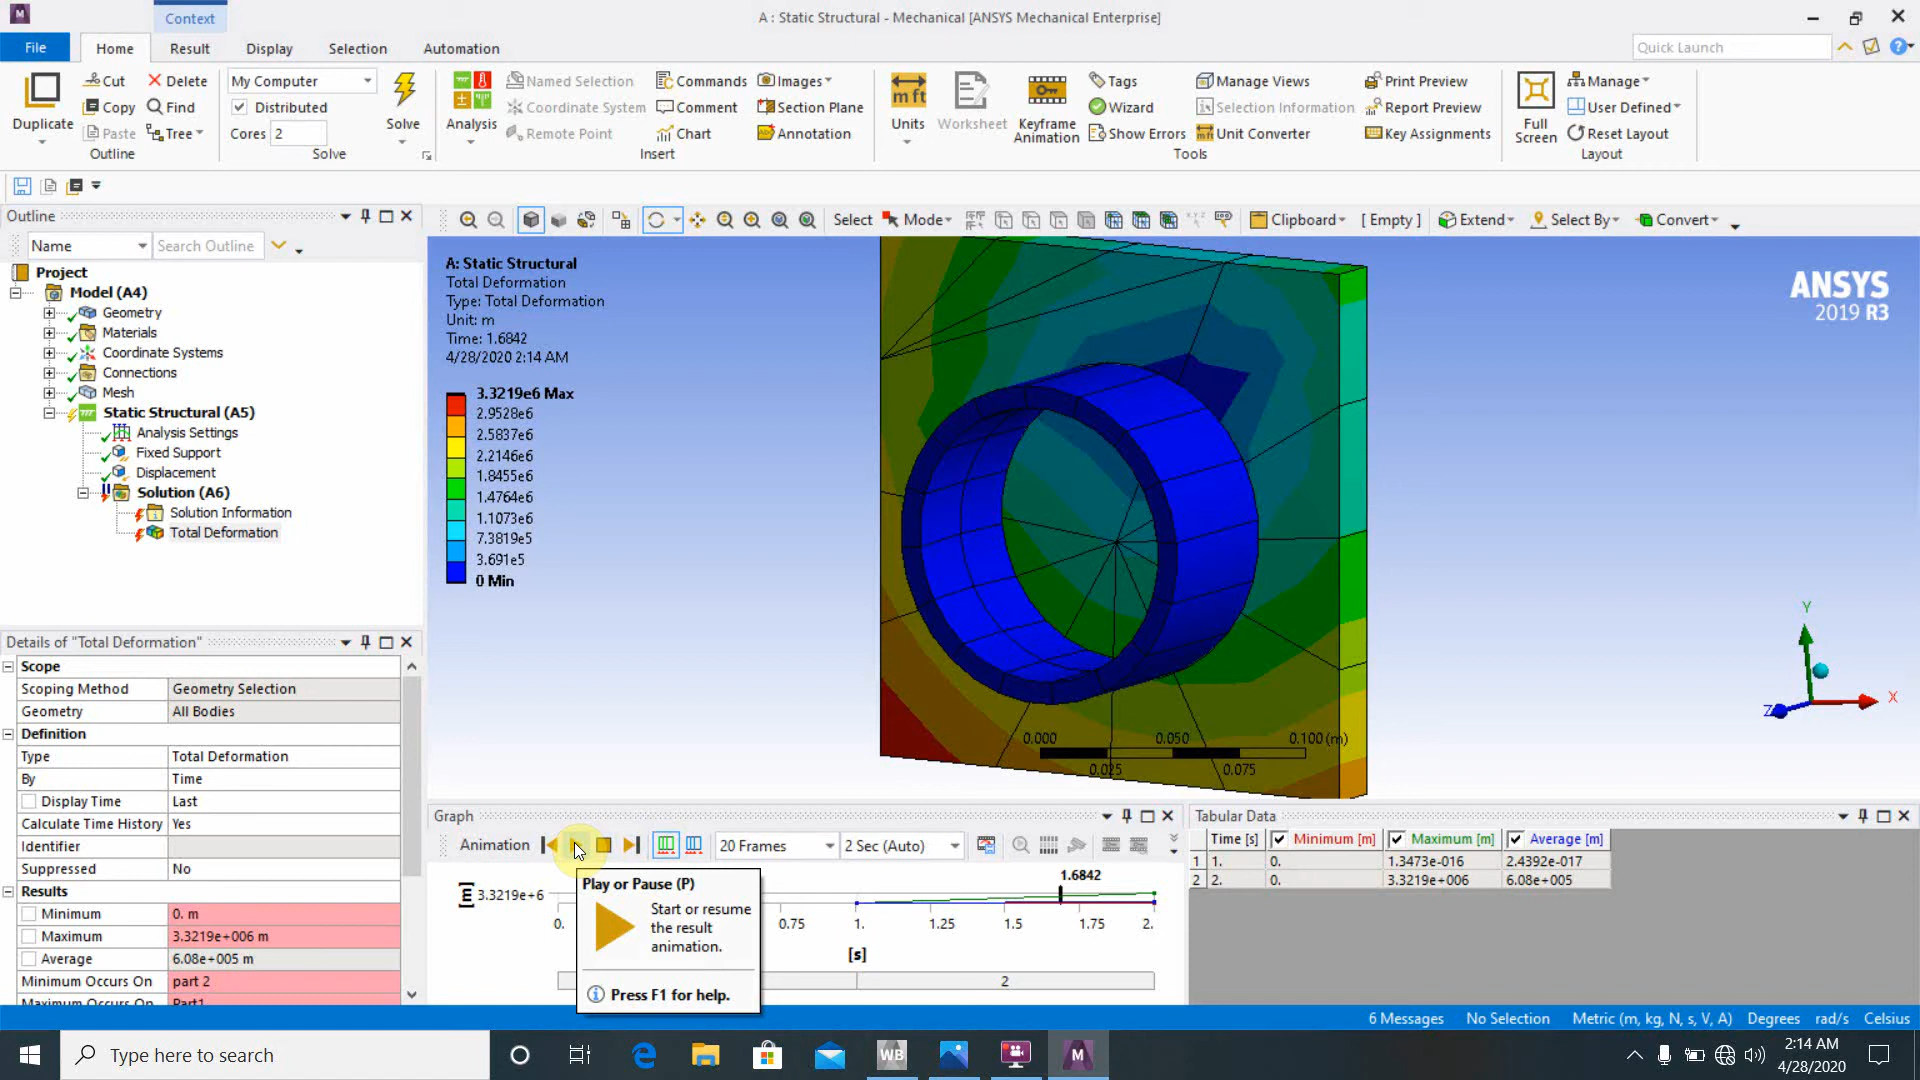 Context
A : Static Structural - Mechanical [ANSYS Mechanical Enterprise]
File
Home
Result
Display
Selection
Automation
Quick Launch
Duplicate
Cut
Delete
Copy
Find
Paste
Tree
Outline
My Computer
Distributed
Cores 2
Solve
Solve
Analysis
Named Selection
Coordinate System
Remote Point
Commands
Comment
Chart
Images
Section Plane
Annotation
Insert
Units
Worksheet
Keyframe
Animation
Tags
Wizard
Show Errors
Manage Views
Selection Information
Unit Converter
Print Preview
Report Preview
Key Assignments
Tools
Full
Screen
Manage
User Defined
Reset Layout
Layout
Outline
Name
Search Outline
Project
Model (A4)
Geometry
Materials
Coordinate Systems
Connections
Mesh
Static Structural (A5)
Analysis Settings
Fixed Support
Displacement
Solution (A6)
Solution Information
Total Deformation
Select
Mode
Clipboard
[ Empty ]
Extend
Select By
Convert
A: Static Structural
Total Deformation
Type: Total Deformation
Unit: m
Time: 1.6842
4/28/2020 2:14 AM
3.3219e6 Max
2.9528e6
2.5837e6
2.2146e6
1.8455e6
1.4764e6
1.1073e6
7.3819e5
3.691e5
0 Min
ANSYS
2019 R3
Y
X
Z
0.000
0.050
0.100 (m)
0.025
0.075
Details of "Total Deformation"
Scope
Scoping Method Geometry Selection
Geometry All Bodies
Definition
Type Total Deformation
By Time
Display Time Last
Calculate Time History Yes
Identifier
Suppressed No
Results
Minimum 0. m
Maximum 3.3219e+006 m
Average 6.08e+005 m
Minimum Occurs On part 2
Maximum Occurs On Part1
Graph
Animation
20 Frames
2 Sec (Auto)
1.6842
[m] 3.3219e+6
0.
0.75
1.
1.25
1.5
1.75
2.
[s]
2
Play or Pause (P)
Start or resume
the result
animation.
Press F1 for help.
Tabular Data
Time [s] Minimum [m] Maximum [m] Average [m]
1 1. 0. 1.3473e-016 2.4392e-017
2 2. 0. 3.3219e+006 6.08e+005
6 Messages
No Selection
Metric (m, kg, N, s, V, A)
Degrees
rad/s
Celsius
Type here to search
WB
M
2:14 AM
4/28/2020